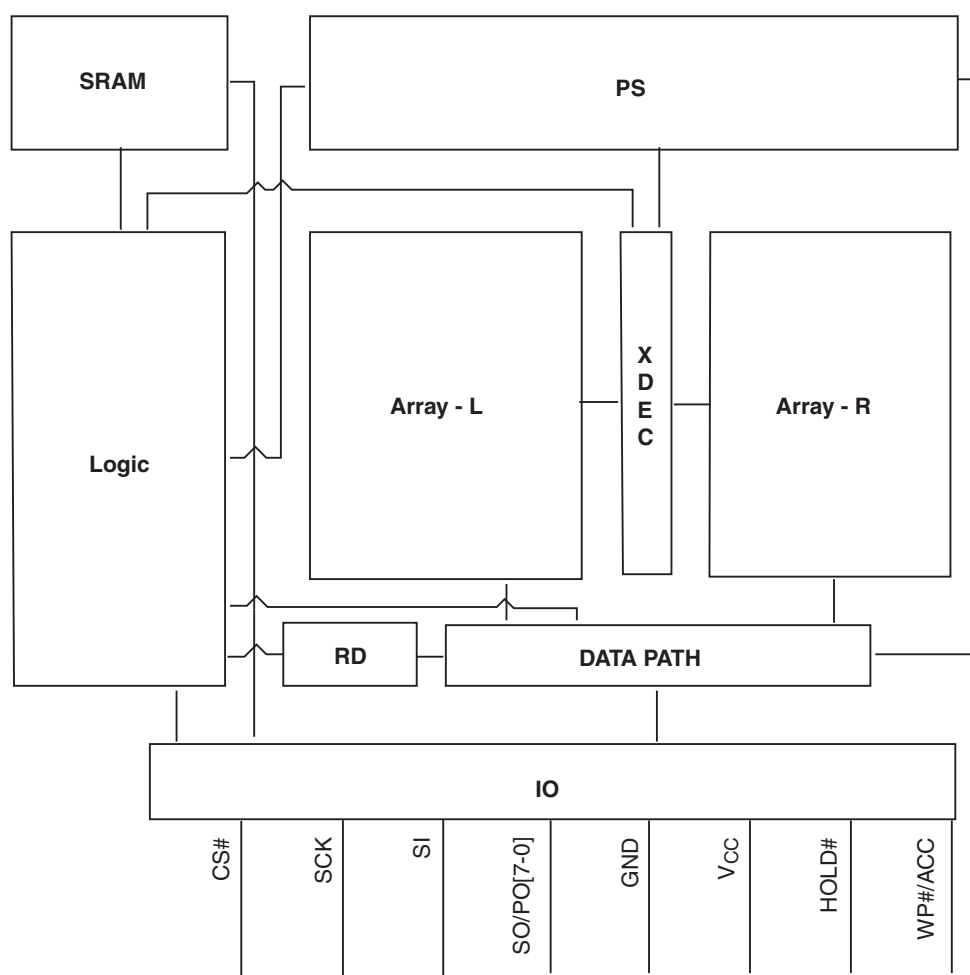 SRAM
PS
X
D
E
C
Array - L
Array - R
Logic
RD
DATA PATH
IO
CS#
SCK
SI
SO/PO[7-0]
GND
VCC
HOLD#
WP#/ACC